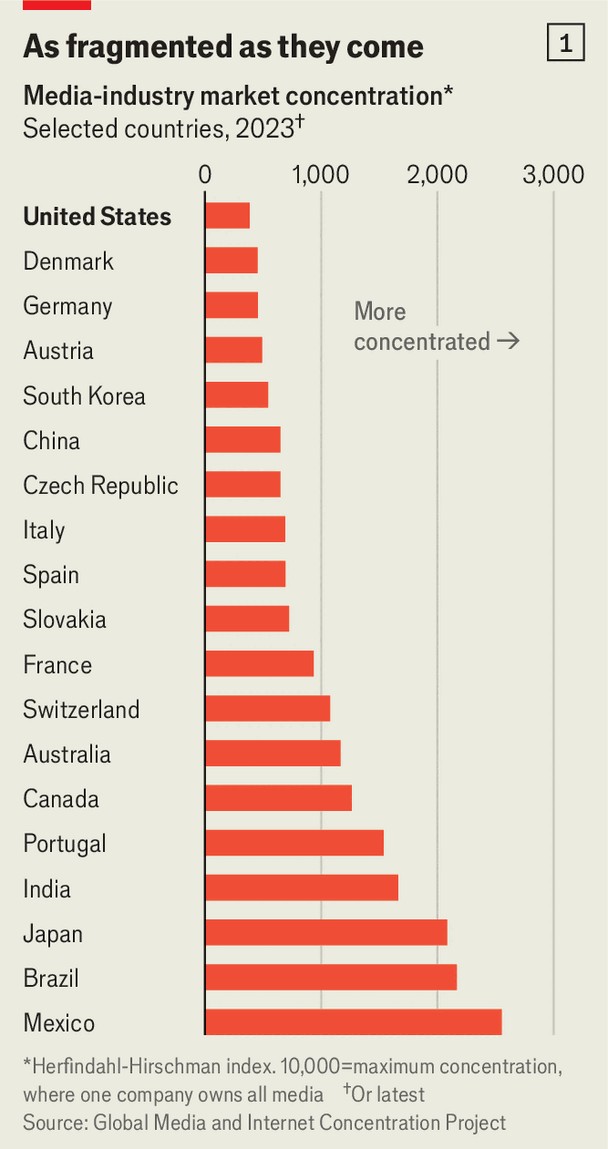 As fragmented as they come
1
Media-industry market concentration*
Selected countries, 2023†
0 1,000 2,000 3,000
United States
Denmark
Germany
More
concentrated →
Austria
South Korea
China
Czech Republic
Italy
Spain
Slovakia
France
Switzerland
Australia
Canada
Portugal
India
Japan
Brazil
Mexico
*Herfindahl-Hirschman index. 10,000=maximum concentration,
where one company owns all media †Or latest
Source: Global Media and Internet Concentration Project